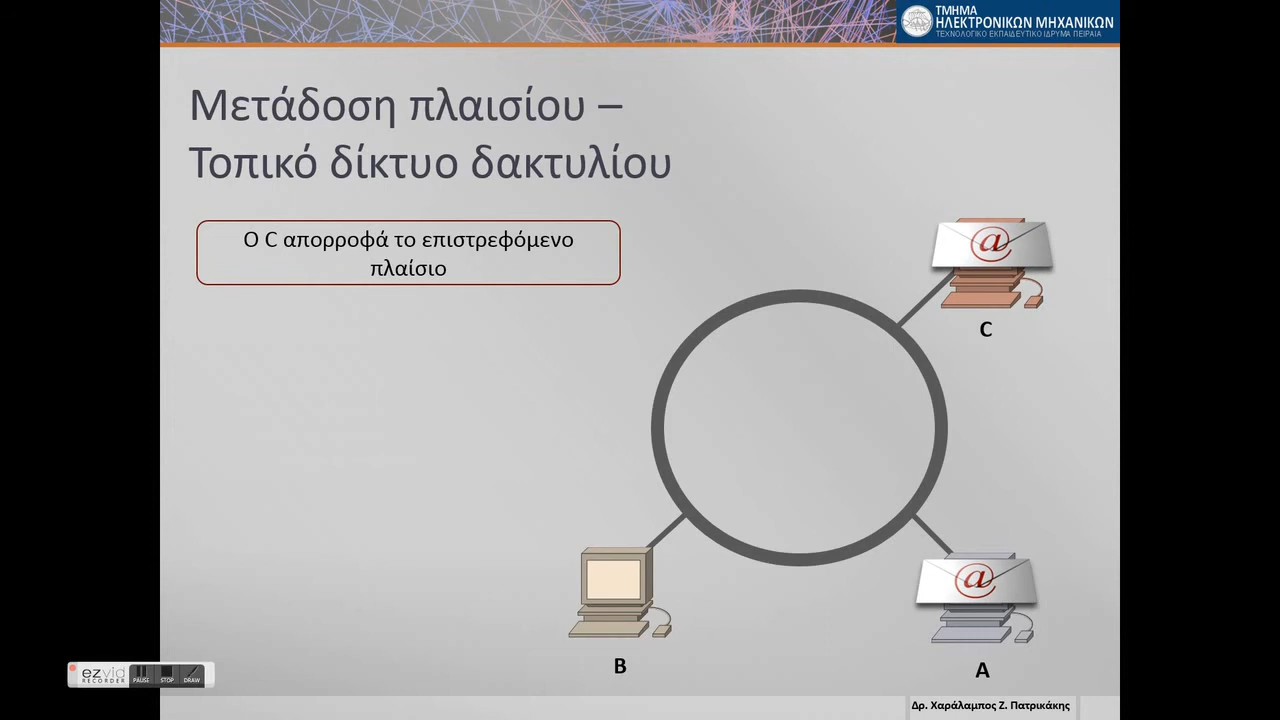 ΤΜΗΜΑ
ΗΛΕΚΤΡΟΝΙΚΩΝ ΜΗΧΑΝΙΚΩΝ
ΤΕΧΝΟΛΟΓΙΚΟ ΕΚΠΑΙΔΕΥΤΙΚΟ ΙΔΡΥΜΑ ΠΕΙΡΑΙΑ
Μετάδοση πλαισίου –
Τοπικό δίκτυο δακτυλίου
Ο C απορροφά το επιστρεφόμενο
πλαίσιο
@
C
@
B
A
ezvid
RECORDER
PAUSE STOP DRAW
Δρ. Χαράλαμπος Ζ. Πατρικάκης